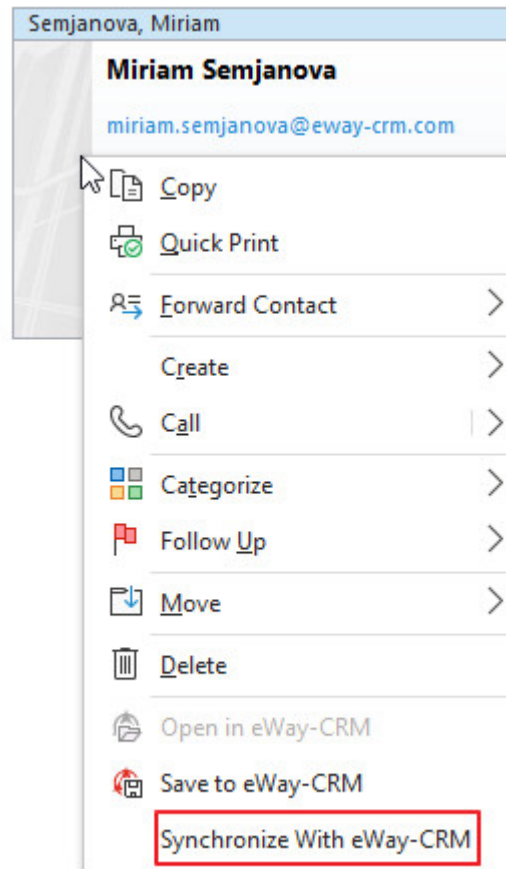 Semjanova, Miriam
Miriam Semjanova
miriam.semjanova@eway-crm.com
Copy
Quick Print
Forward Contact
Create
Call
Categorize
Follow Up
Move
Delete
Open in eWay-CRM
Save to eWay-CRM
Synchronize With eWay-CRM